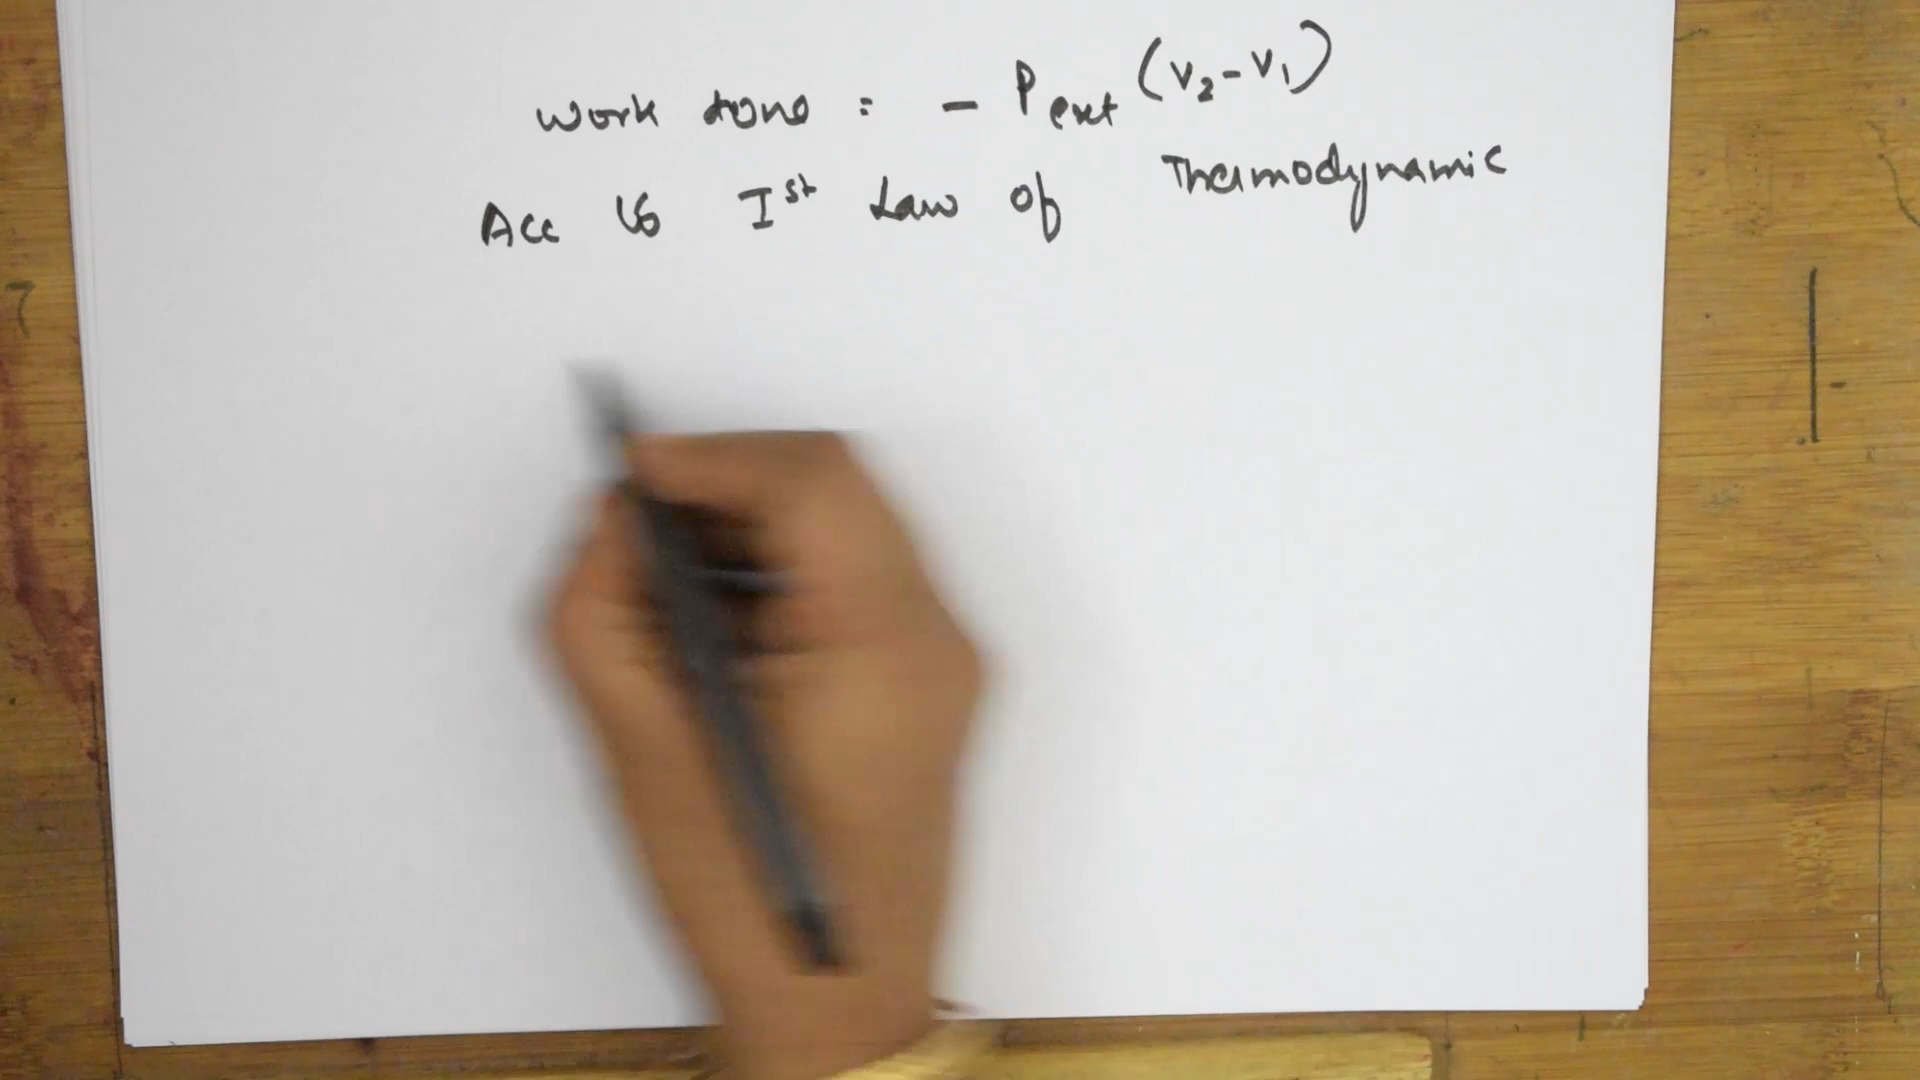 work done = - Pext (V2-V1)
Acc to Ist Law of Thermodynamic